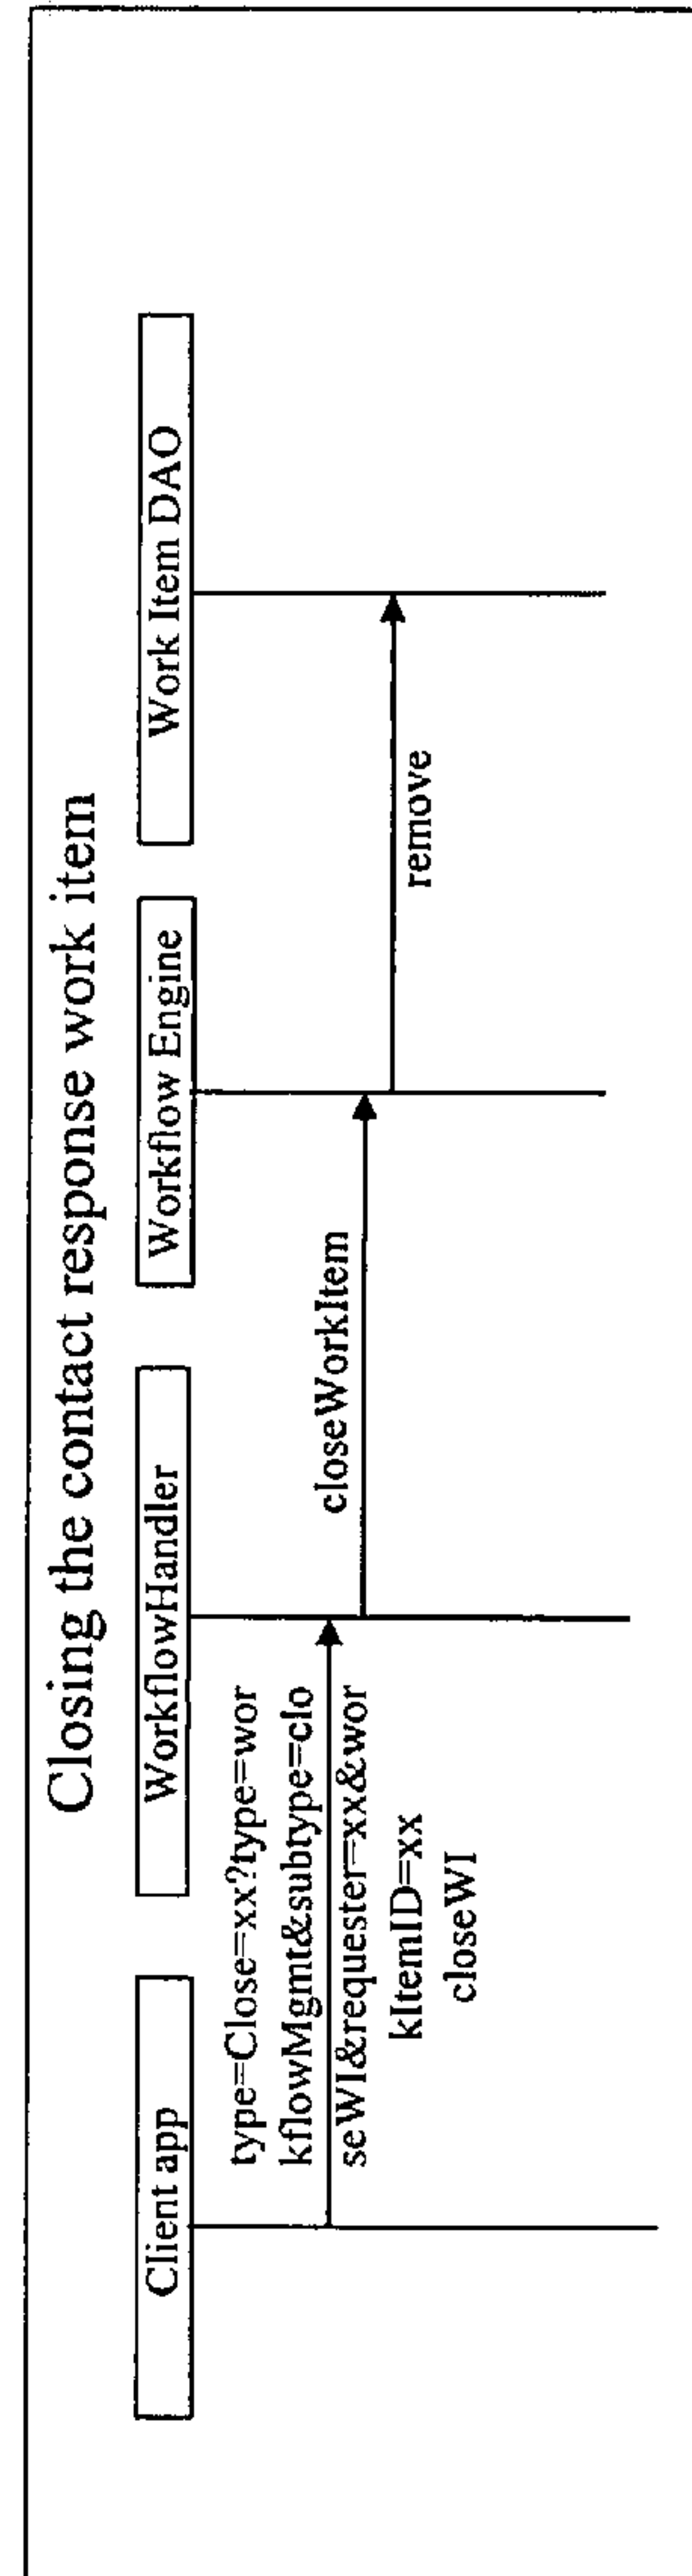 Closing the contact response work item
Client app
WorkflowHandler
Workflow Engine
Work Item DAO
type=Close=xx?type=wor
kflowMgmt&subtype=clo
seWI&requester=xx&wor
kItemID=xx
closeWI
closeWorkItem
remove